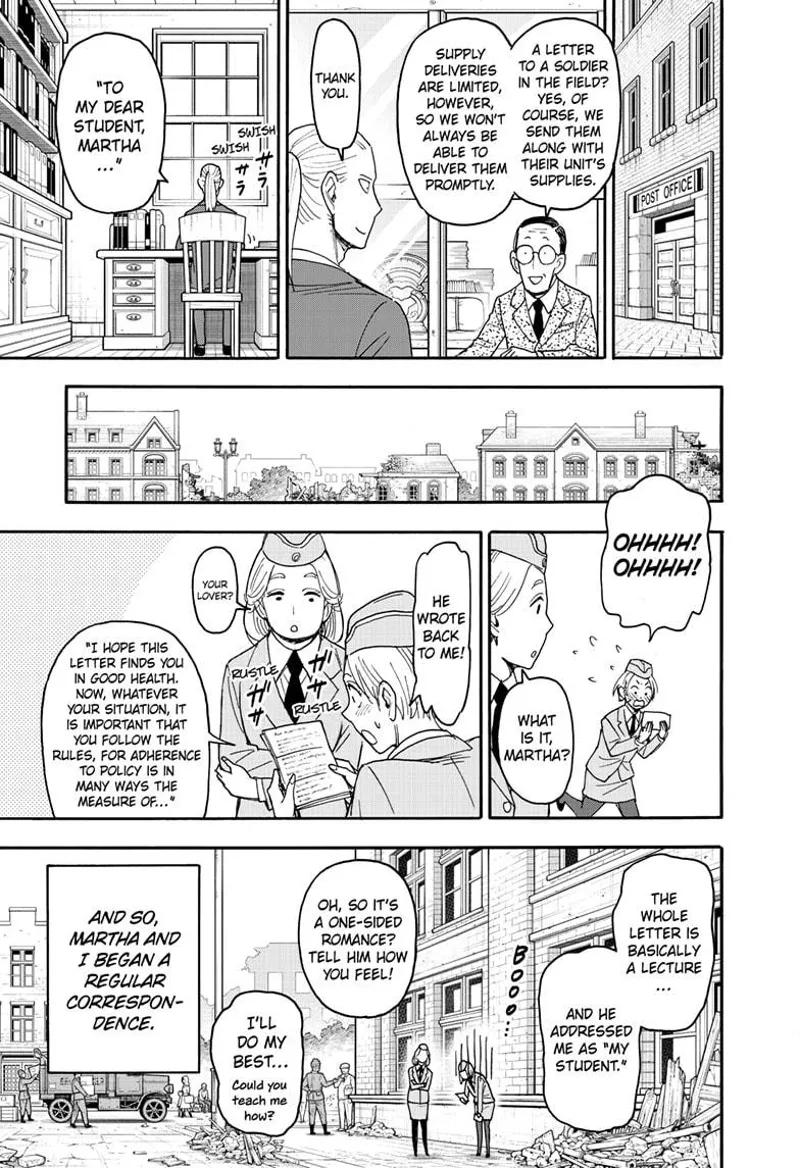 POST OFFICE
A LETTER
TO A SOLDIER
IN THE FIELD?
YES, OF
COURSE, WE
SEND THEM
ALONG WITH
THEIR UNIT'S
SUPPLIES.
SUPPLY
DELIVERIES
ARE LIMITED,
HOWEVER,
SO WE WON'T
ALWAYS BE
ABLE TO
DELIVER THEM
PROMPTLY.
THANK
YOU.
SWISH
SWISH
サラ
"TO
MY DEAR
STUDENT,
MARTHA
..."
OHHHH!
OHHHH!
WHAT
IS IT,
MARTHA?
HE
WROTE
BACK
TO ME!
YOUR
LOVER?
RUSTLE
RUSTLE
ガサ
ガサ
"I HOPE THIS
LETTER FINDS YOU
IN GOOD HEALTH.
NOW, WHATEVER
YOUR SITUATION, IT
IS IMPORTANT THAT
YOU FOLLOW THE
RULES, FOR ADHERENCE
TO POLICY IS IN
MANY WAYS THE
MEASURE OF..."
THE
WHOLE
LETTER IS
BASICALLY
A LECTURE
...
AND HE
ADDRESSED
ME AS "MY
STUDENT."
BOOO...
OH, SO IT'S
A ONE-SIDED
ROMANCE?
TELL HIM HOW
YOU FEEL!
I'LL
DO MY
BEST...
Could you
teach me
how?
AND SO,
MARTHA AND
I BEGAN A
REGULAR
CORRESPON-
DENCE.